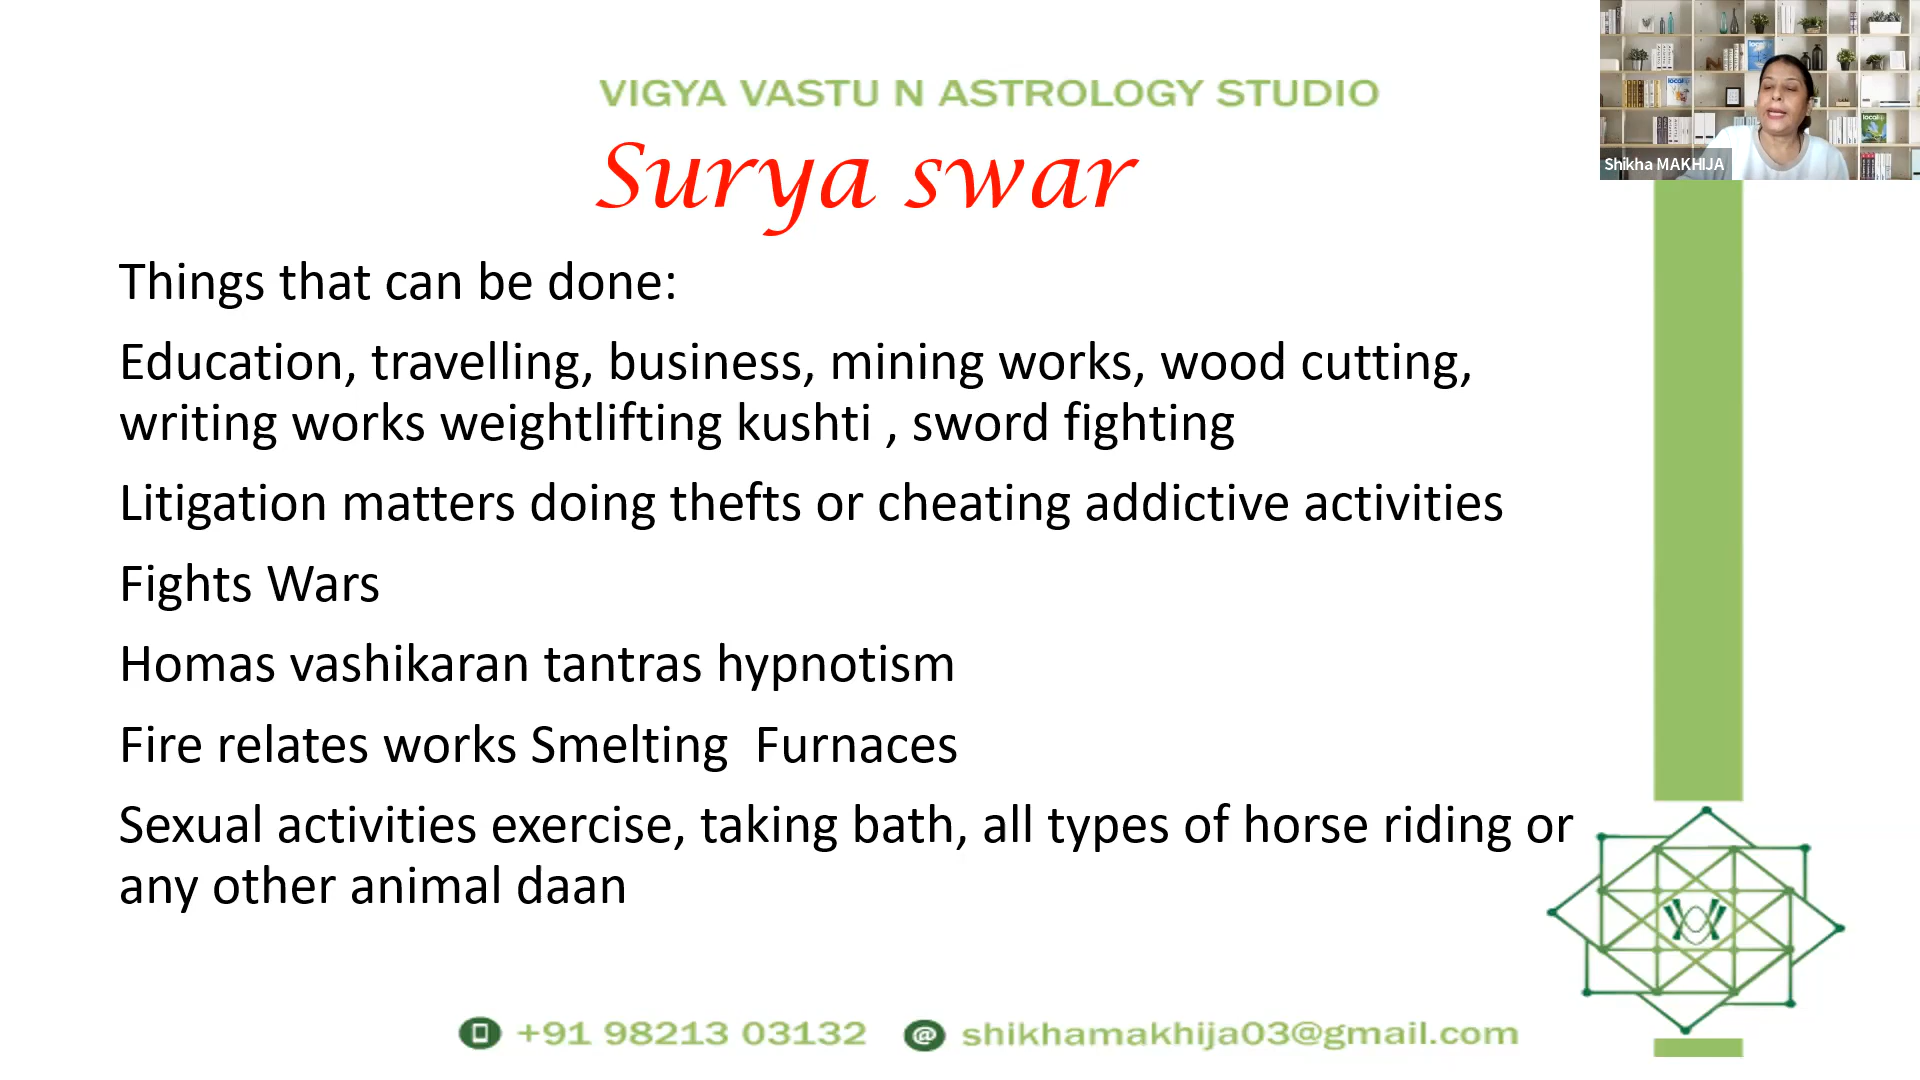 VIGYA VASTU N ASTROLOGY STUDIO
Surya swar
Shikha MAKHIJA
Things that can be done:
Education, travelling, business, mining works, wood cutting,
writing works weightlifting kushti , sword fighting
Litigation matters doing thefts or cheating addictive activities
Fights Wars
Homas vashikaran tantras hypnotism
Fire relates works Smelting  Furnaces
Sexual activities exercise, taking bath, all types of horse riding or
any other animal daan
+91 98213 03132 @ shikhamakhija03@gmail.com